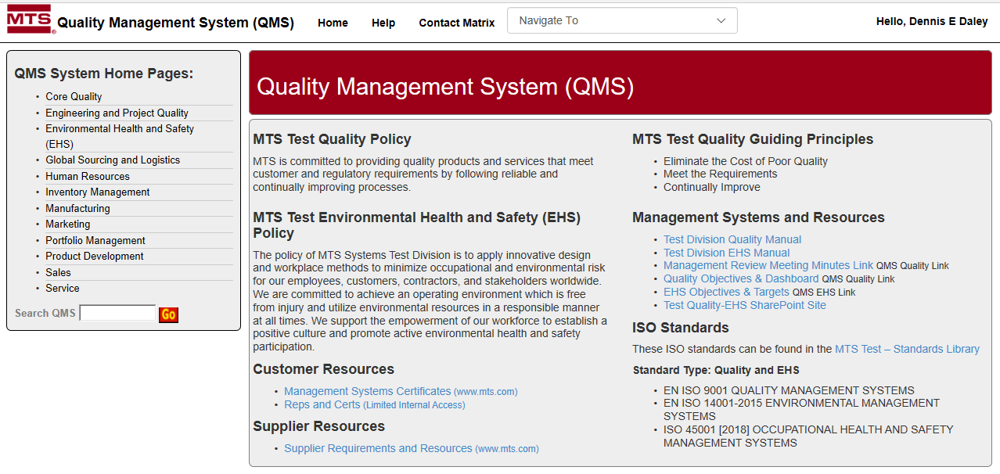 MTS
Quality Management System (QMS)
Home
Help
Contact Matrix
Navigate To
Hello, Dennis E Daley
QMS System Home Pages:
• Core Quality
• Engineering and Project Quality
• Environmental Health and Safety
(EHS)
• Global Sourcing and Logistics
• Human Resources
• Inventory Management
• Manufacturing
• Marketing
• Portfolio Management
• Product Development
• Sales
• Service
Search QMS
Go
Quality Management System (QMS)
MTS Test Quality Policy
MTS is committed to providing quality products and services that meet
customer and regulatory requirements by following reliable and
continually improving processes.
MTS Test Environmental Health and Safety (EHS)
Policy
The policy of MTS Systems Test Division is to apply innovative design
and workplace methods to minimize occupational and environmental risk
for our employees, customers, contractors, and stakeholders worldwide.
We are committed to achieve an operating environment which is free
from injury and utilize environmental resources in a responsible manner
at all times. We support the empowerment of our workforce to establish a
positive culture and promote active environmental health and safety
participation.
Customer Resources
• Management Systems Certificates (www.mts.com)
• Reps and Certs (Limited Internal Access)
Supplier Resources
• Supplier Requirements and Resources (www.mts.com)
MTS Test Quality Guiding Principles
• Eliminate the Cost of Poor Quality
• Meet the Requirements
• Continually Improve
Management Systems and Resources
• Test Division Quality Manual
• Test Division EHS Manual
• Management Review Meeting Minutes Link QMS Quality Link
• Quality Objectives & Dashboard QMS Quality Link
• EHS Objectives & Targets QMS EHS Link
• Test Quality-EHS SharePoint Site
ISO Standards
These ISO standards can be found in the MTS Test – Standards Library
Standard Type: Quality and EHS
• EN ISO 9001 QUALITY MANAGEMENT SYSTEMS
• EN ISO 14001-2015 ENVIRONMENTAL MANAGEMENT
SYSTEMS
• ISO 45001 [2018] OCCUPATIONAL HEALTH AND SAFETY
MANAGEMENT SYSTEMS